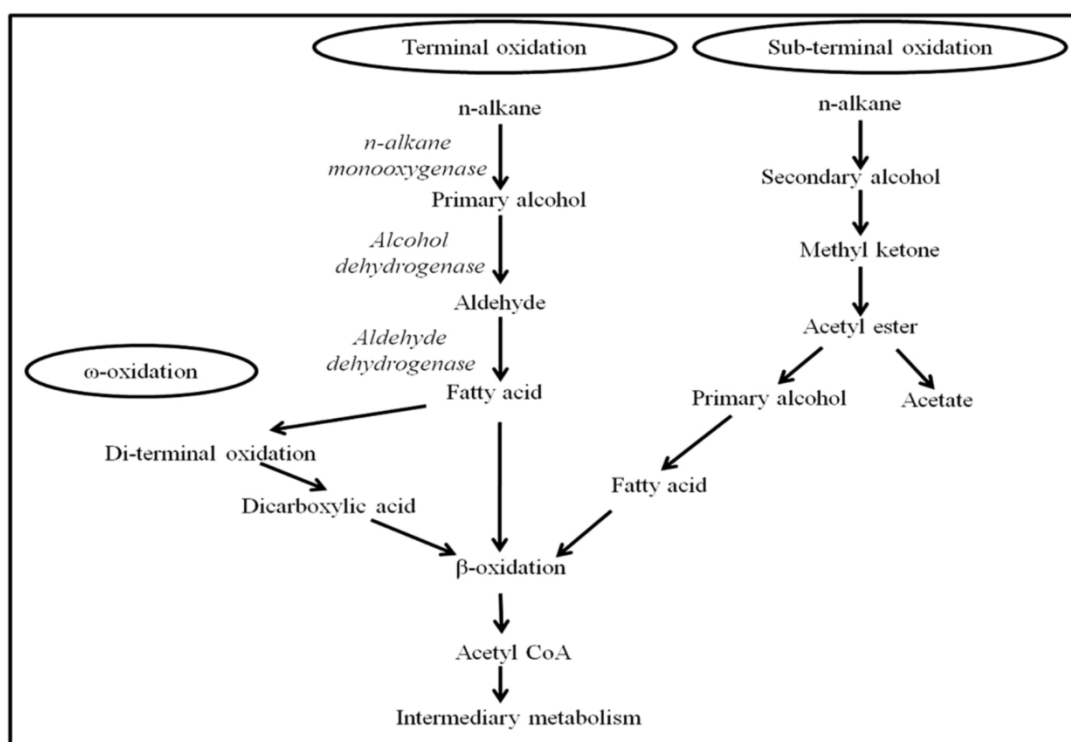 Terminal oxidation
Sub-terminal oxidation
n-alkane
n-alkane
n-alkane
monooxygenase
Secondary alcohol
Primary alcohol
Alcohol
dehydrogenase
Methyl ketone
Aldehyde
Acetyl ester
Aldehyde
dehydrogenase
ω-oxidation
Fatty acid
Primary alcohol
Acetate
Di-terminal oxidation
Fatty acid
Dicarboxylic acid
β-oxidation
Acetyl CoA
Intermediary metabolism